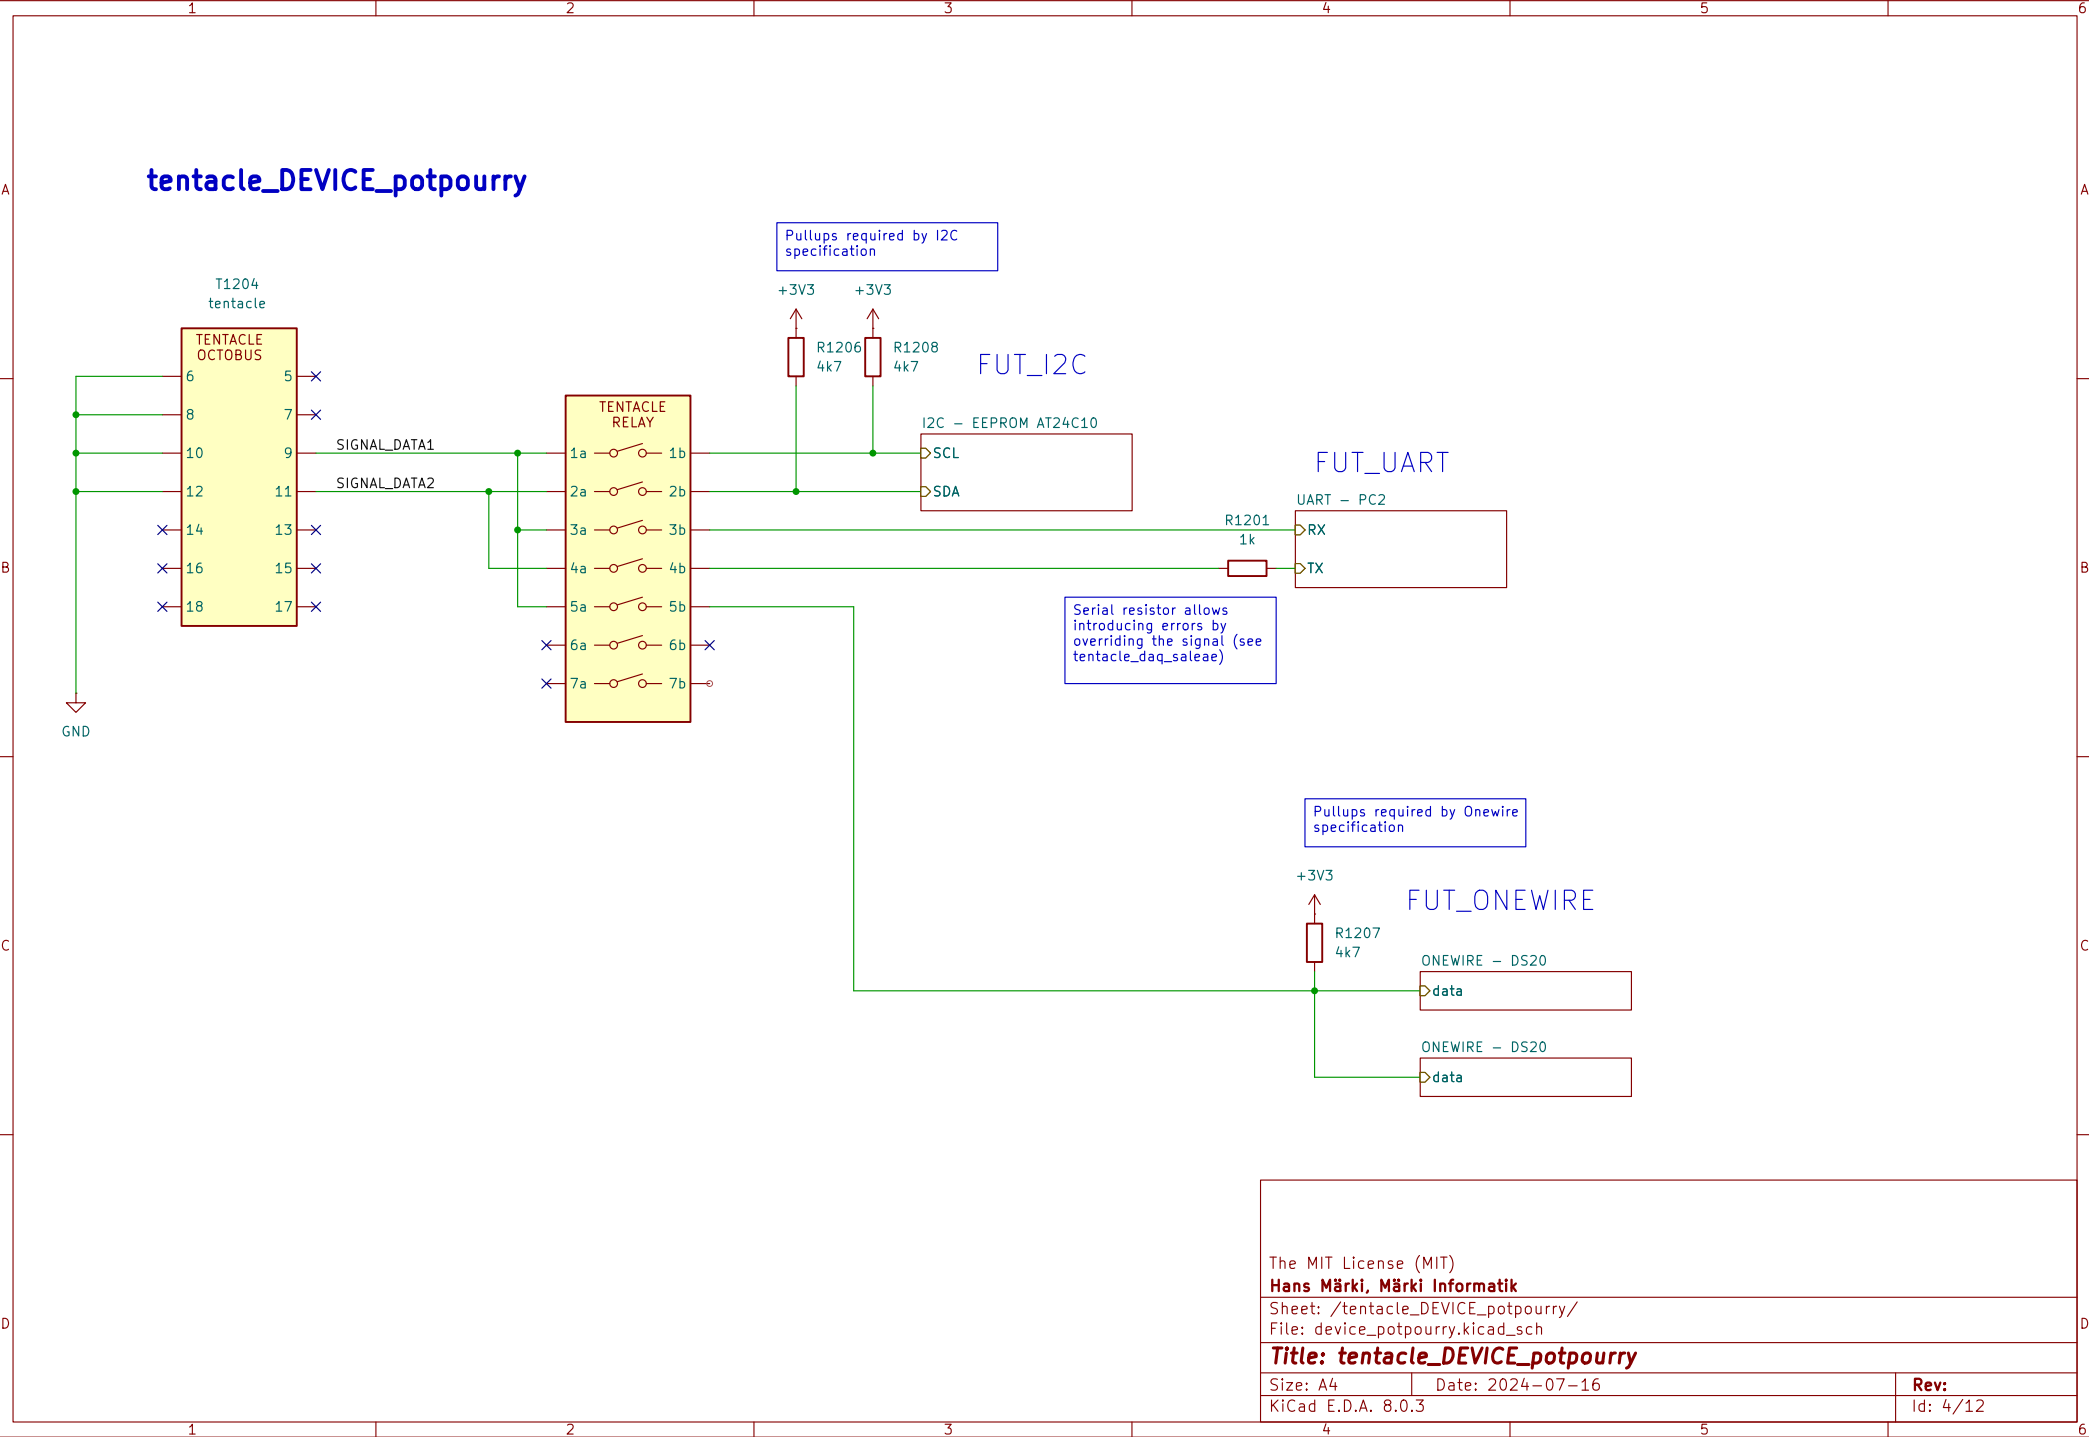 1 2 3 4 5 6
A A
B B
C C
D D
tentacle_DEVICE_potpourry
Pullups required by I2C
specification
T1204
tentacle
TENTACLE
OCTOBUS
6 5
8 7
10 9
12 11
14 13
16 15
18 17
GND
SIGNAL_DATA1
SIGNAL_DATA2
TENTACLE
RELAY
1a 1b
2a 2b
3a 3b
4a 4b
5a 5b
6a 6b
7a 7b
+3V3 +3V3
R1206
4k7
R1208
4k7
FUT_I2C
I2C - EEPROM AT24C10
SCL
SDA
FUT_UART
UART - PC2
R1201
1k
RX
TX
Serial resistor allows
introducing errors by
overriding the signal (see
tentacle_daq_saleae)
Pullups required by Onewire
specification
+3V3
FUT_ONEWIRE
R1207
4k7
ONEWIRE - DS20
data
ONEWIRE - DS20
data
The MIT License (MIT)
Hans Märki, Märki Informatik
Sheet: /tentacle_DEVICE_potpourry/
File: device_potpourry.kicad_sch
Title: tentacle_DEVICE_potpourry
Size: A4 Date: 2024-07-16 Rev:
KiCad E.D.A. 8.0.3 Id: 4/12
1 2 3 4 5 6